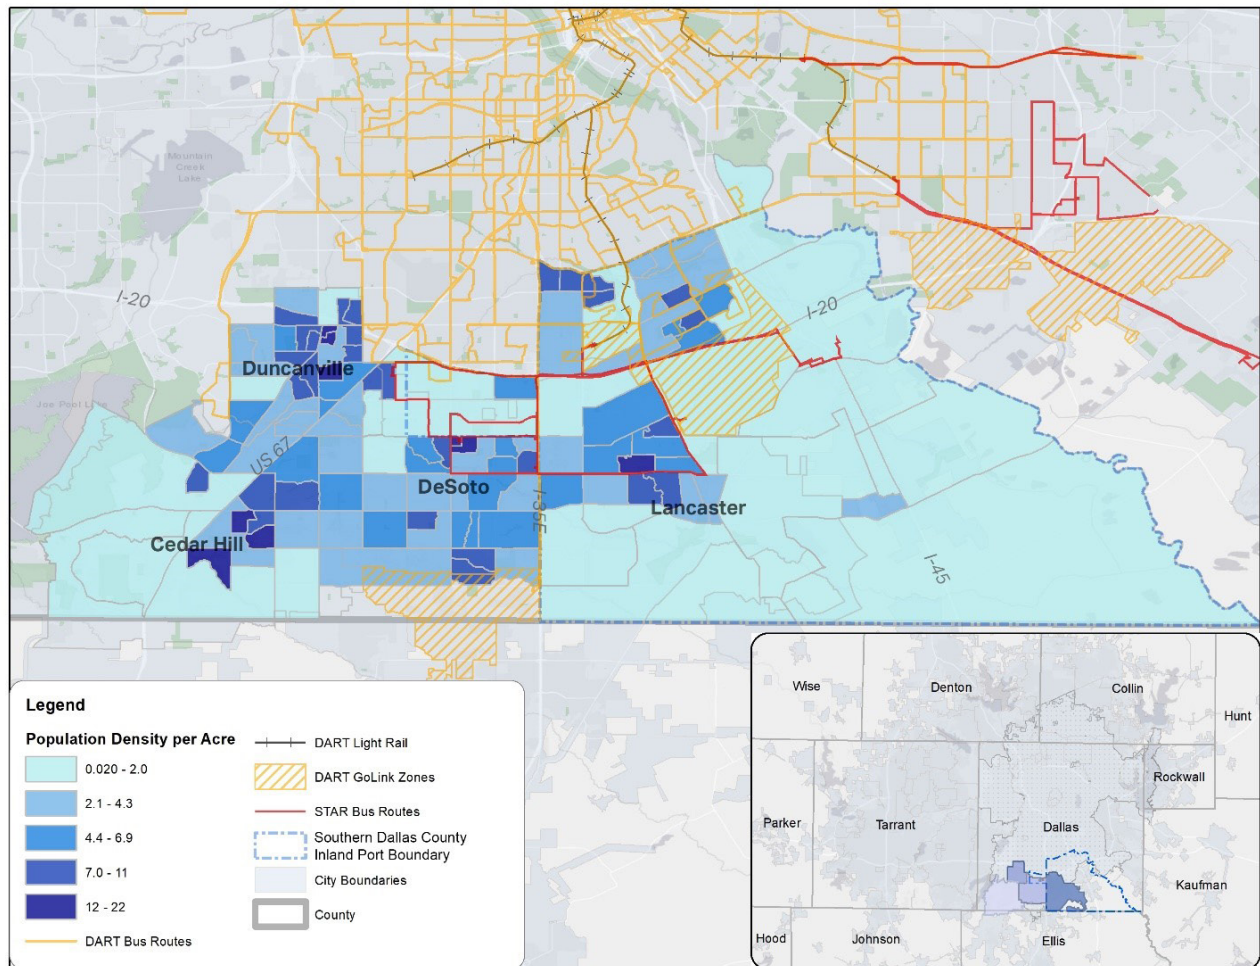 Mountain
Creek
Lake
I-20
I-20
Duncanville
Joe Pool Lake
US 67
DeSoto
I-35E
Lancaster
Cedar Hill
I-45
Legend
Population Density per Acre
0.020 - 2.0
2.1 - 4.3
4.4 - 6.9
7.0 - 11
12 - 22
DART Bus Routes
DART Light Rail
DART GoLink Zones
STAR Bus Routes
Southern Dallas County
Inland Port Boundary
City Boundaries
County
Wise
Denton
Collin
Hunt
Rockwall
Parker
Tarrant
Dallas
Kaufman
Hood
Johnson
Ellis